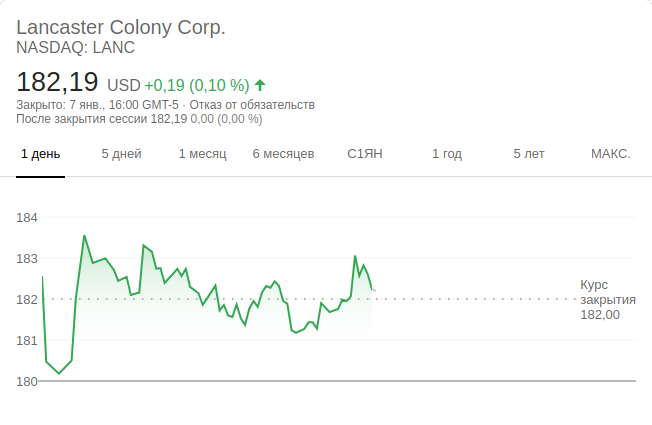 Lancaster Colony Corp.
NASDAQ: LANC
182,19 USD +0,19 (0,10 %)
Закрыто: 7 янв., 16:00 GMT-5 · Отказ от обязательств
После закрытия сессии 182,19 0,00 (0,00 %)
1 день 5 дней 1 месяц 6 месяцев С1ЯН 1 год 5 лет МАКС.
184
183
182
181
180
Курс
закрытия
182,00